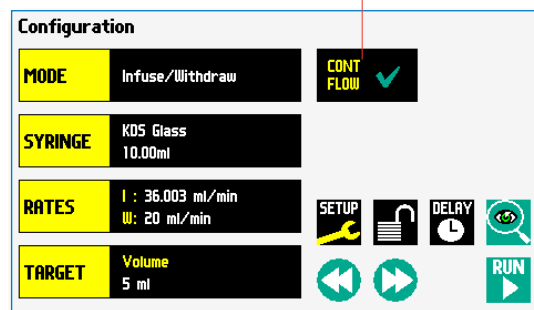 Configuration
MODE
Infuse/Withdraw
CONT
FLOW
SYRINGE
KDS Glass
10.00ml
RATES
I : 36.003 ml/min
W: 20 ml/min
SETUP
DELAY
TARGET
Volume
5 ml
RUN